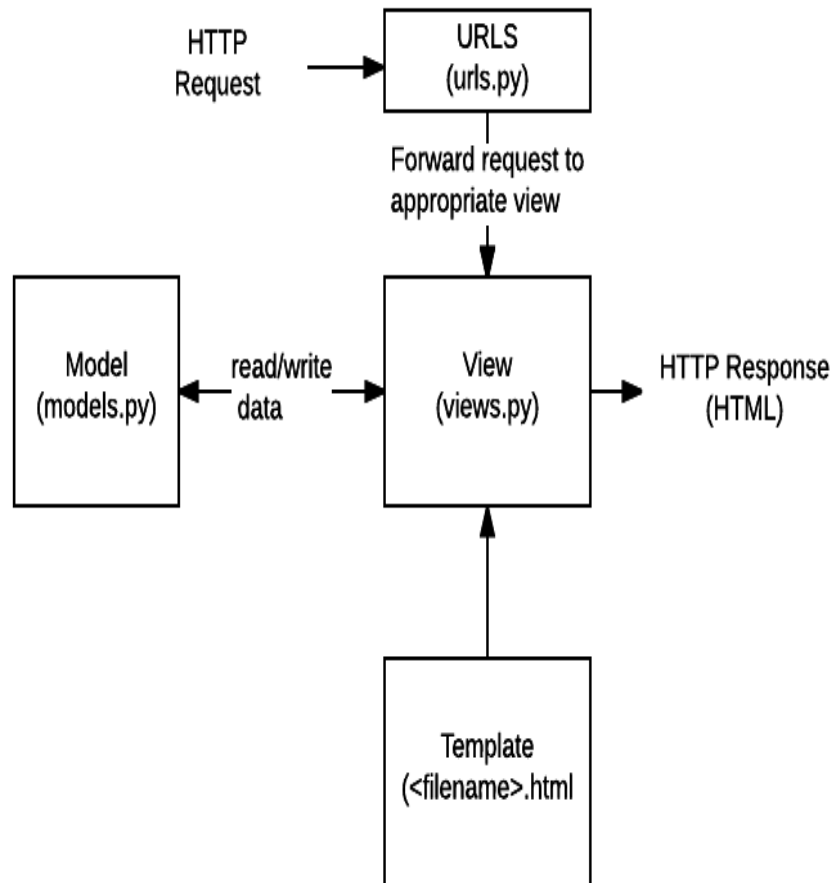 HTTP
Request
URLS
(urls.py)
Forward request to
appropriate view
Model
(models.py)
read/write
data
View
(views.py)
HTTP Response
(HTML)
Template
(<filename>.html